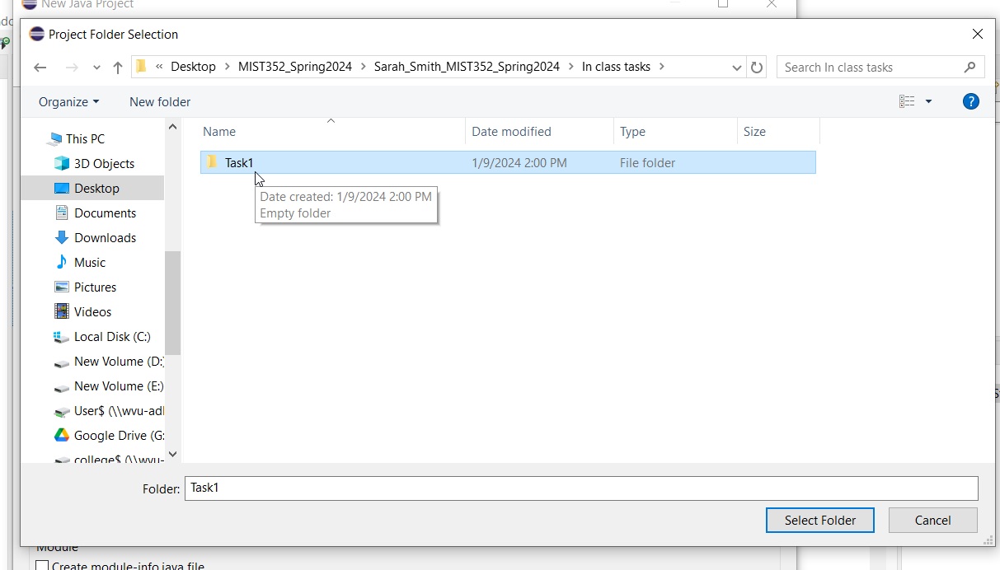 New Java Project
Project Folder Selection
« Desktop > MIST352_Spring2024 > Sarah_Smith_MIST352_Spring2024 > In class tasks >
Search In class tasks
Organize
New folder
?
Name
Date modified
Type
Size
Task1
1/9/2024 2:00 PM
File folder
Date created: 1/9/2024 2:00 PM
Empty folder
This PC
3D Objects
Desktop
Documents
Downloads
Music
Pictures
Videos
Local Disk (C:)
New Volume (D:)
New Volume (E:)
User$ (\\wvu-ad
Google Drive (G:
college$ (\\wvu-
Folder:
Task1
Select Folder
Cancel
Module
Create module-info.java file